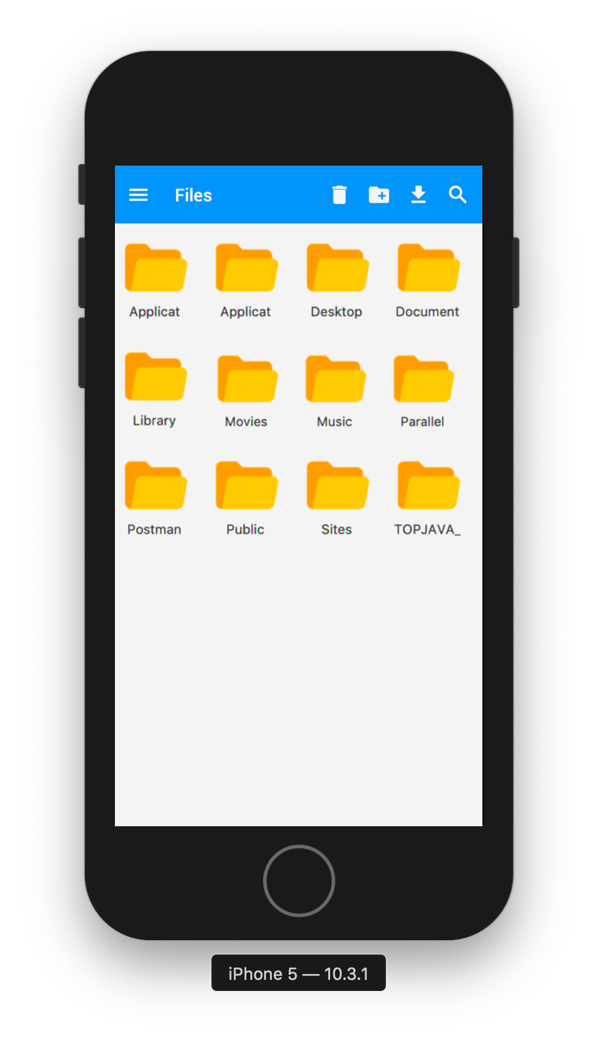 Files
Applicat Applicat Desktop Document
Library Movies Music Parallel
Postman Public Sites TOPJAVA_
iPhone 5 — 10.3.1